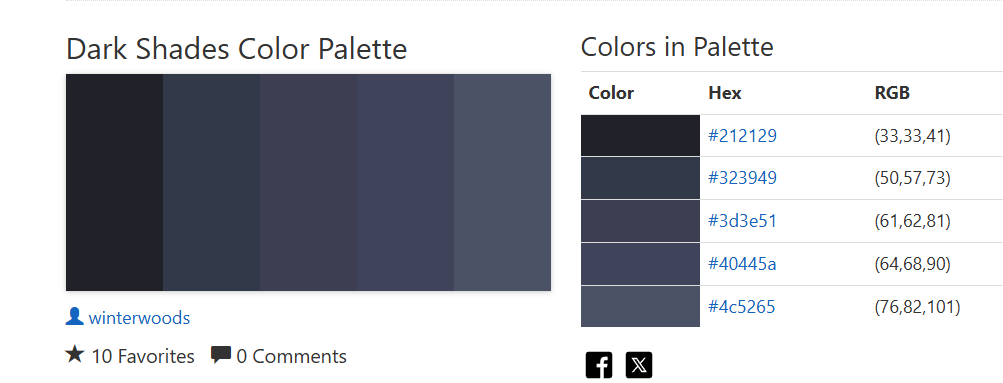 Dark Shades Color Palette
winterwoods
10 Favorites 0 Comments
Colors in Palette
Color Hex RGB
#212129 (33,33,41)
#323949 (50,57,73)
#3d3e51 (61,62,81)
#40445a (64,68,90)
#4c5265 (76,82,101)